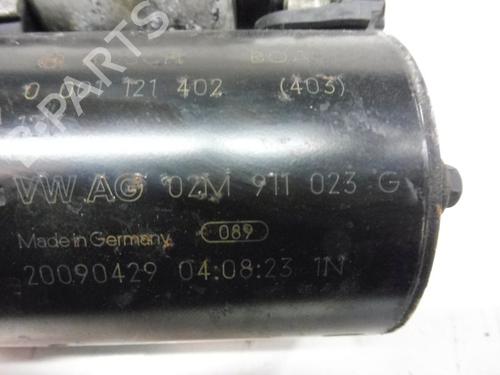 0 001 121 402 (403)
VW AG 02M 911 023 G
Made in Germany 089
20090429 04:08:23 1N
B-PARTS